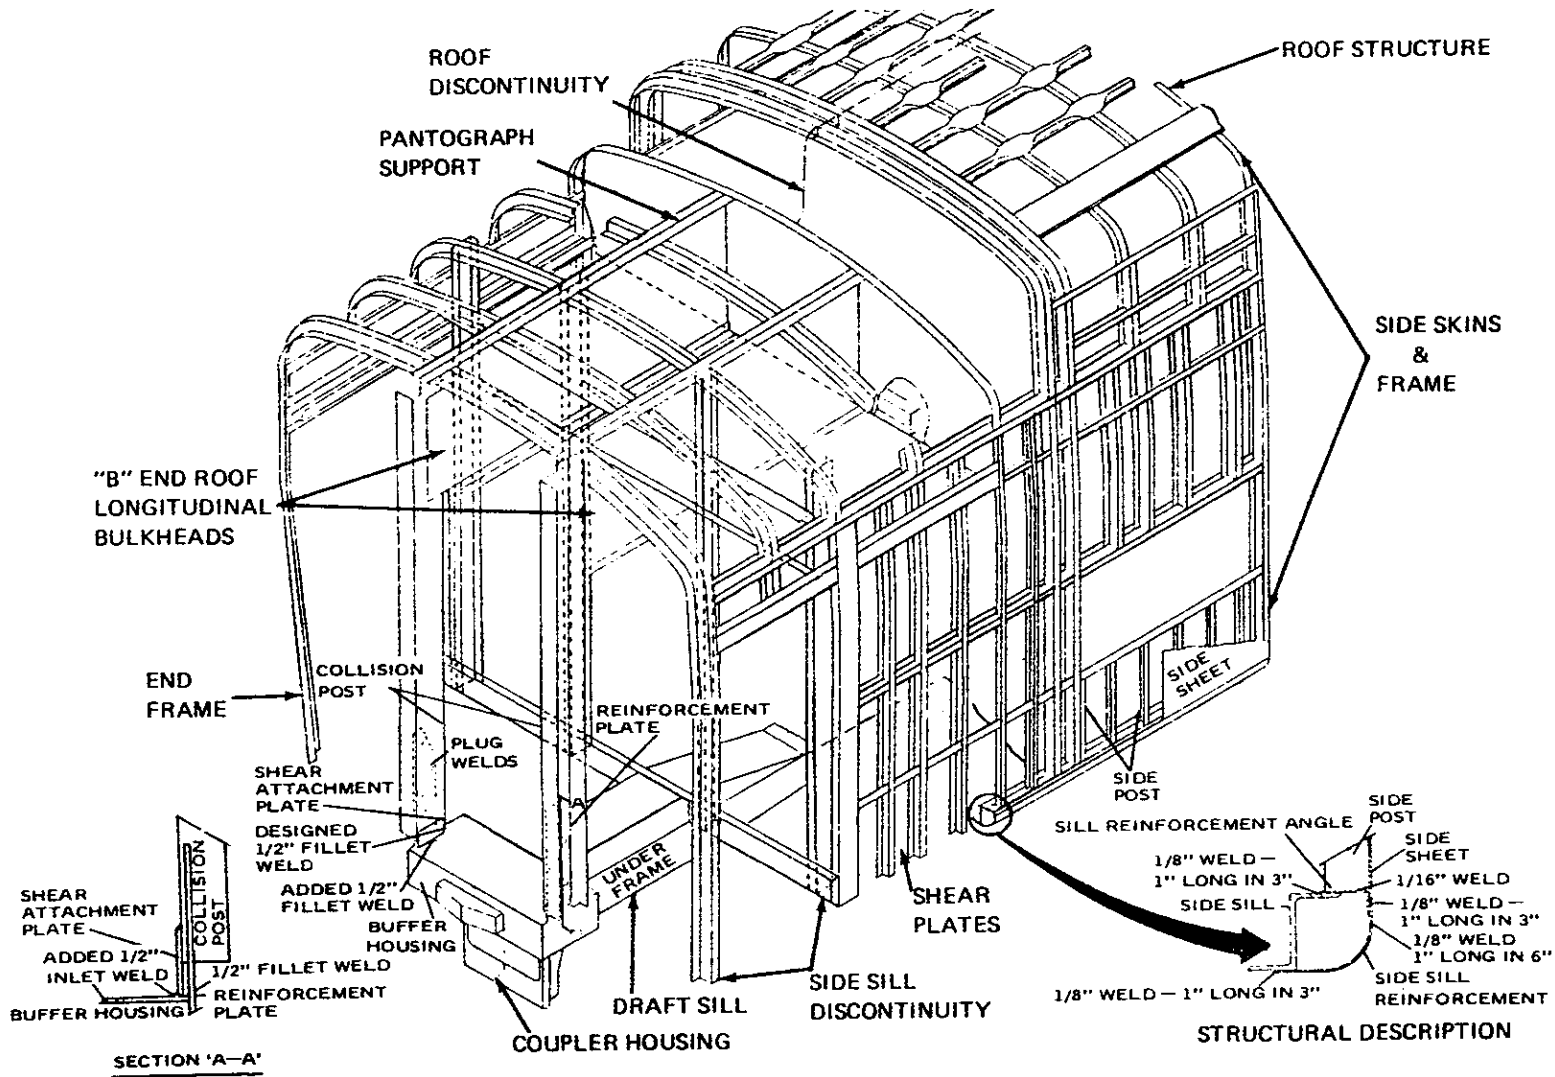 ROOF
DISCONTINUITY
ROOF STRUCTURE
PANTOGRAPH
SUPPORT
SIDE SKINS
&
FRAME
"B" END ROOF
LONGITUDINAL
BULKHEADS
END
FRAME
COLLISION
POST
REINFORCEMENT
PLATE
PLUG
WELDS
SHEAR
ATTACHMENT
PLATE
DESIGNED
1/2" FILLET
WELD
ADDED 1/2"
FILLET WELD
BUFFER
HOUSING
A
UNDER
FRAME
SIDE
SHEET
SIDE
POST
SHEAR
PLATES
SIDE SILL
DISCONTINUITY
DRAFT SILL
COUPLER HOUSING
SHEAR
ATTACHMENT
PLATE
COLLISION
POST
ADDED 1/2"
INLET WELD
1/2" FILLET WELD
REINFORCEMENT
PLATE
BUFFER HOUSING
SECTION 'A—A'
SIDE
POST
SILL REINFORCEMENT ANGLE
SIDE
SHEET
1/8" WELD —
1" LONG IN 3"
1/16" WELD
SIDE SILL
1/8" WELD —
1" LONG IN 3"
1/8" WELD
1" LONG IN 6"
SIDE SILL
REINFORCEMENT
1/8" WELD — 1" LONG IN 3"
STRUCTURAL DESCRIPTION